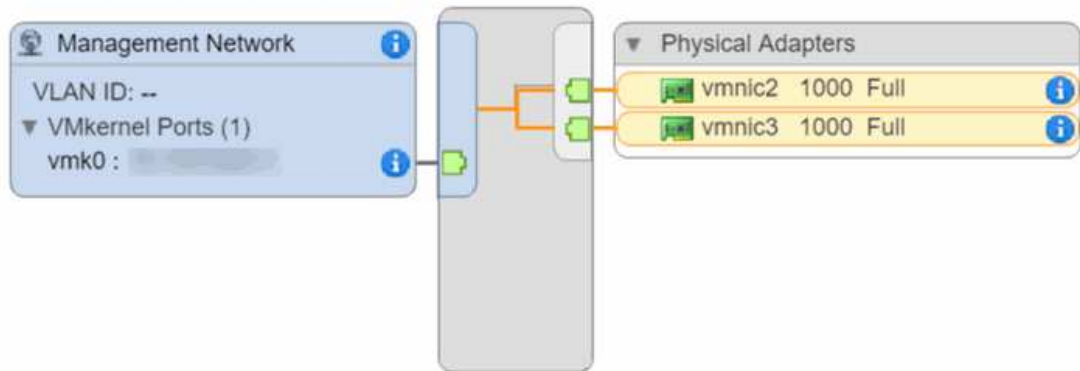 Management Network
VLAN ID: --
VMkernel Ports (1)
vmk0 :
Physical Adapters
vmnic2 1000 Full
vmnic3 1000 Full